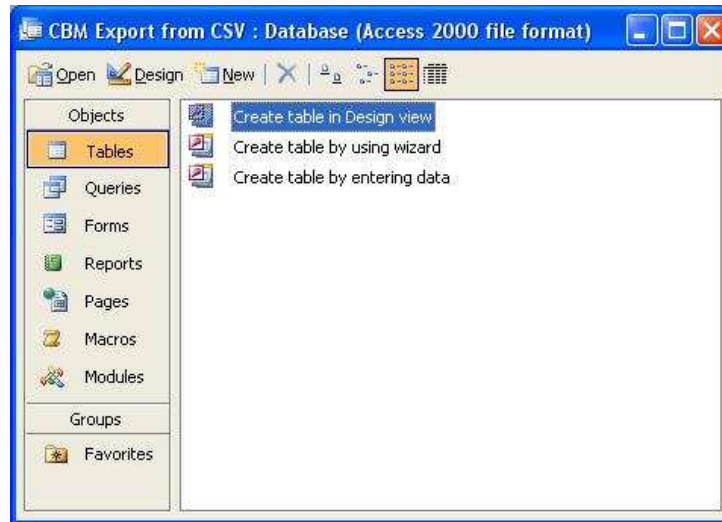 CBM Export from CSV : Database (Access 2000 file format)
Open Design New
Objects
Tables
Queries
Forms
Reports
Pages
Macros
Modules
Groups
Favorites
Create table in Design view
Create table by using wizard
Create table by entering data